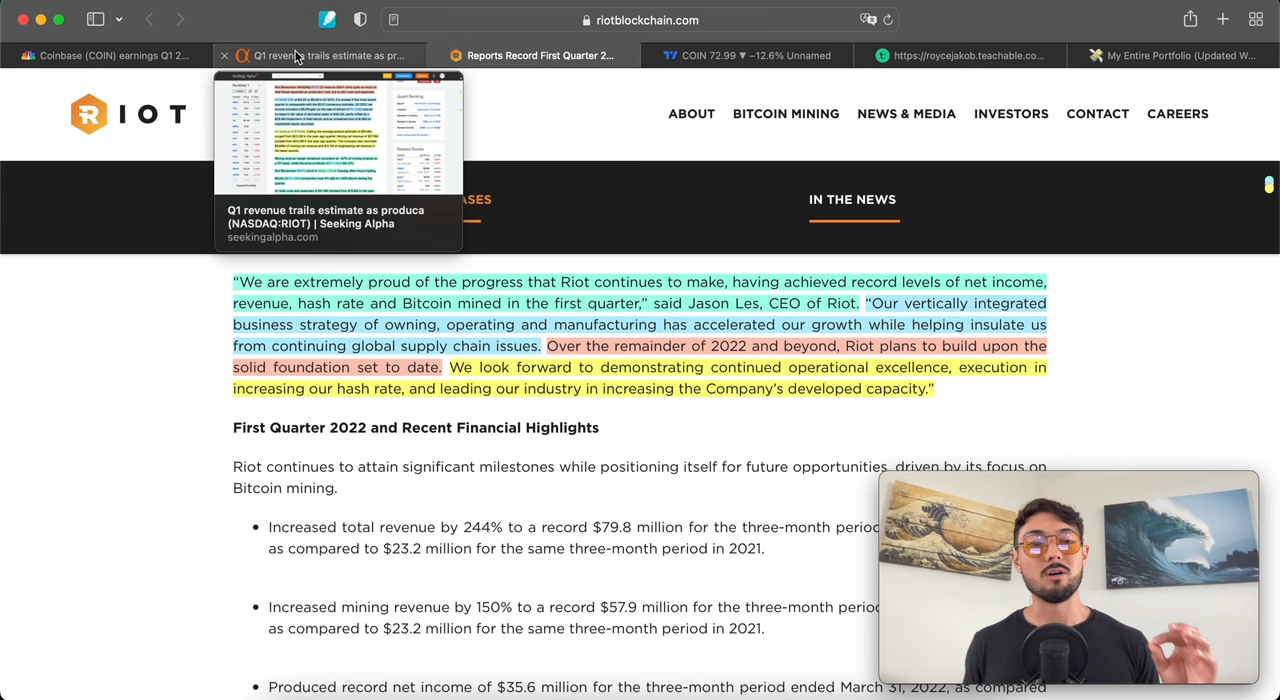 riotblockchain.com
Coinbase (COIN) earnings Q1 2...
Q1 revenue trails estimate as pr...
Reports Record First Quarter 2...
COIN 72.99 ▼ −12.6% Unnamed
https://roycejakob.teachable.co...
My Entire Portfolio (Updated W...
RIOT
ABOUT
BITCOIN MINING
NEWS & MEDIA
INVESTORS
CONTACT
CAREERS
ASES
IN THE NEWS
Q1 revenue trails estimate as produca
(NASDAQ:RIOT) | Seeking Alpha
seekingalpha.com
“We are extremely proud of the progress that Riot continues to make, having achieved record levels of net income,
revenue, hash rate and Bitcoin mined in the first quarter,” said Jason Les, CEO of Riot. “Our vertically integrated
business strategy of owning, operating and manufacturing has accelerated our growth while helping insulate us
from continuing global supply chain issues. Over the remainder of 2022 and beyond, Riot plans to build upon the
solid foundation set to date. We look forward to demonstrating continued operational excellence, execution in
increasing our hash rate, and leading our industry in increasing the Company’s developed capacity.”
First Quarter 2022 and Recent Financial Highlights
Riot continues to attain significant milestones while positioning itself for future opportunities, driven by its focus on
Bitcoin mining.
• Increased total revenue by 244% to a record $79.8 million for the three-month period
as compared to $23.2 million for the same three-month period in 2021.
• Increased mining revenue by 150% to a record $57.9 million for the three-month period
as compared to $23.2 million for the same three-month period in 2021.
• Produced record net income of $35.6 million for the three-month period ended March 31, 2022, as compared